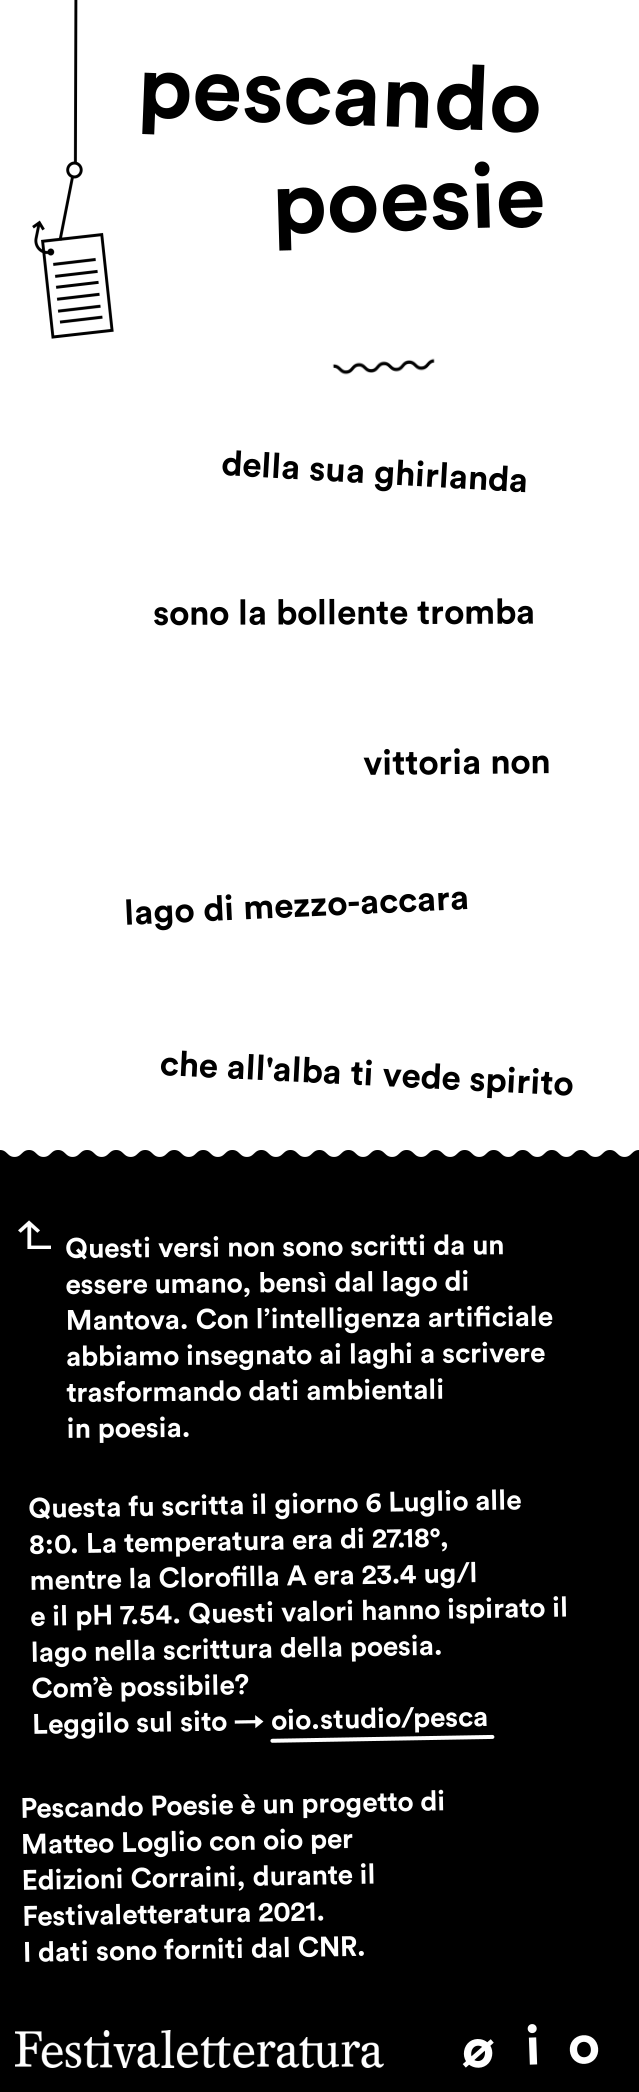 pescando
poesie
della sua ghirlanda
sono la bollente tromba
vittoria non
lago di mezzo-accara
che all'alba ti vede spirito
Questi versi non sono scritti da un
essere umano, bensì dal lago di
Mantova. Con l’intelligenza artificiale
abbiamo insegnato ai laghi a scrivere
trasformando dati ambientali
in poesia.
Questa fu scritta il giorno 6 Luglio alle
8:0. La temperatura era di 27.18°,
mentre la Clorofilla A era 23.4 ug/l
e il pH 7.54. Questi valori hanno ispirato il
lago nella scrittura della poesia.
Com’è possibile?
Leggilo sul sito → oio.studio/pesca
Pescando Poesie è un progetto di
Matteo Loglio con oio per
Edizioni Corraini, durante il
Festivaletteratura 2021.
I dati sono forniti dal CNR.
Festivaletteratura ø i o